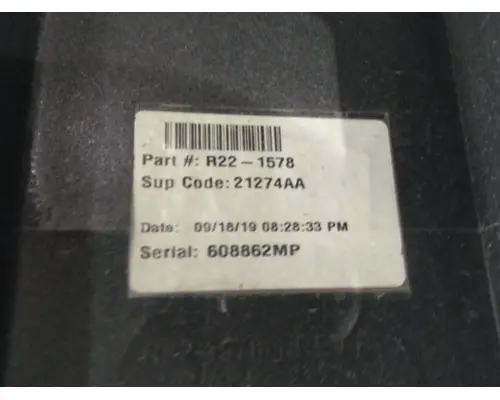 Part #: R22-1578
Sup Code: 21274AA
Date: 09/18/19 08:28:33 PM
Serial: 608862MP